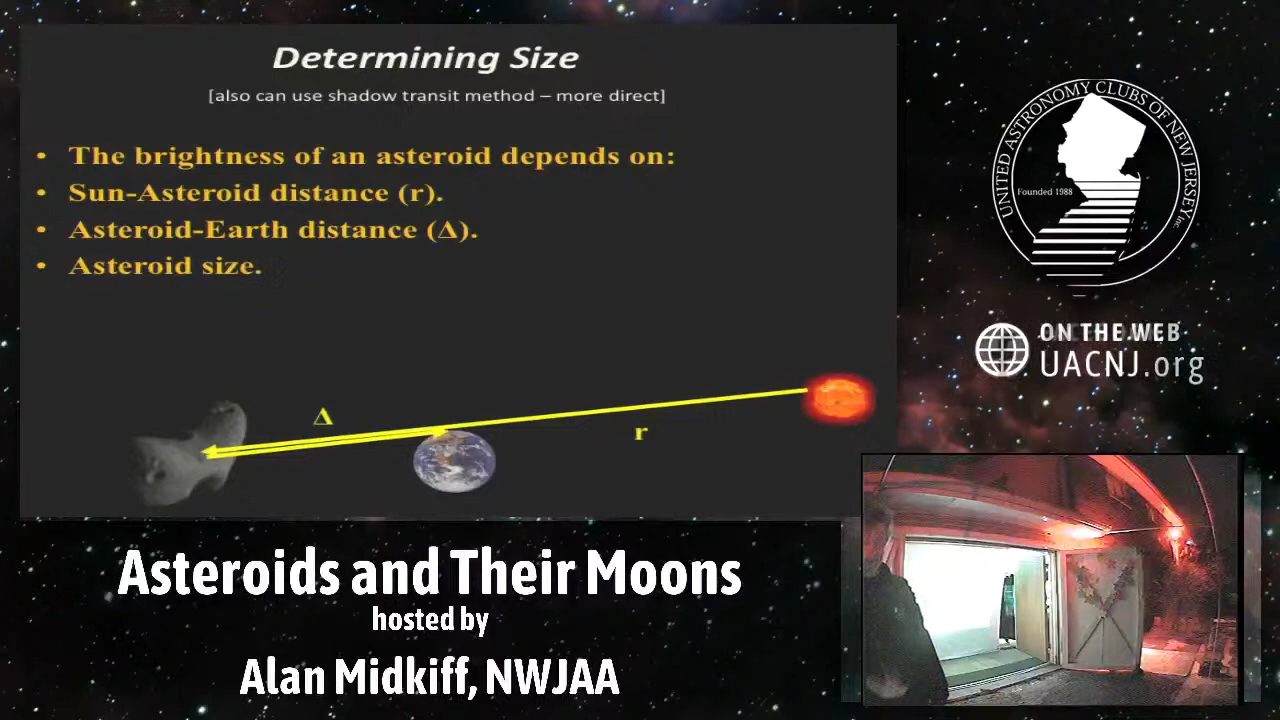 Determining Size
[also can use shadow transit method – more direct]
• The brightness of an asteroid depends on:
• Sun-Asteroid distance (r).
• Asteroid-Earth distance (Δ).
• Asteroid size.
Δ
r
UNITED ASTRONOMY CLUBS OF NEW JERSEY Inc.
Founded 1988
ON THE WEB
UACNJ.org
Asteroids and Their Moons
hosted by
Alan Midkiff, NWJAA